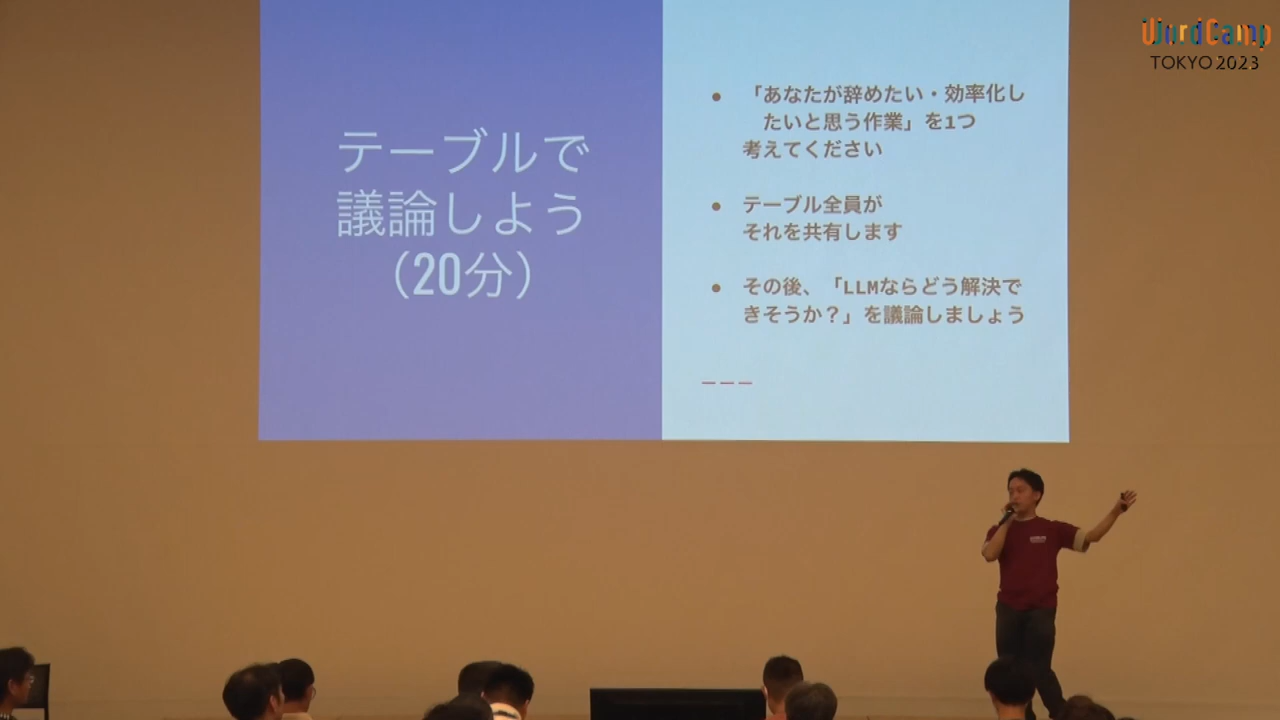 テーブルで
議論しよう
（20分）
● 「あなたが辞めたい・効率化し
たいと思う作業」を1つ
考えてください
● テーブル全員が
それを共有します
● その後、「LLMならどう解決で
きそうか？」を議論しましょう
WordCamp
TOKYO 2023